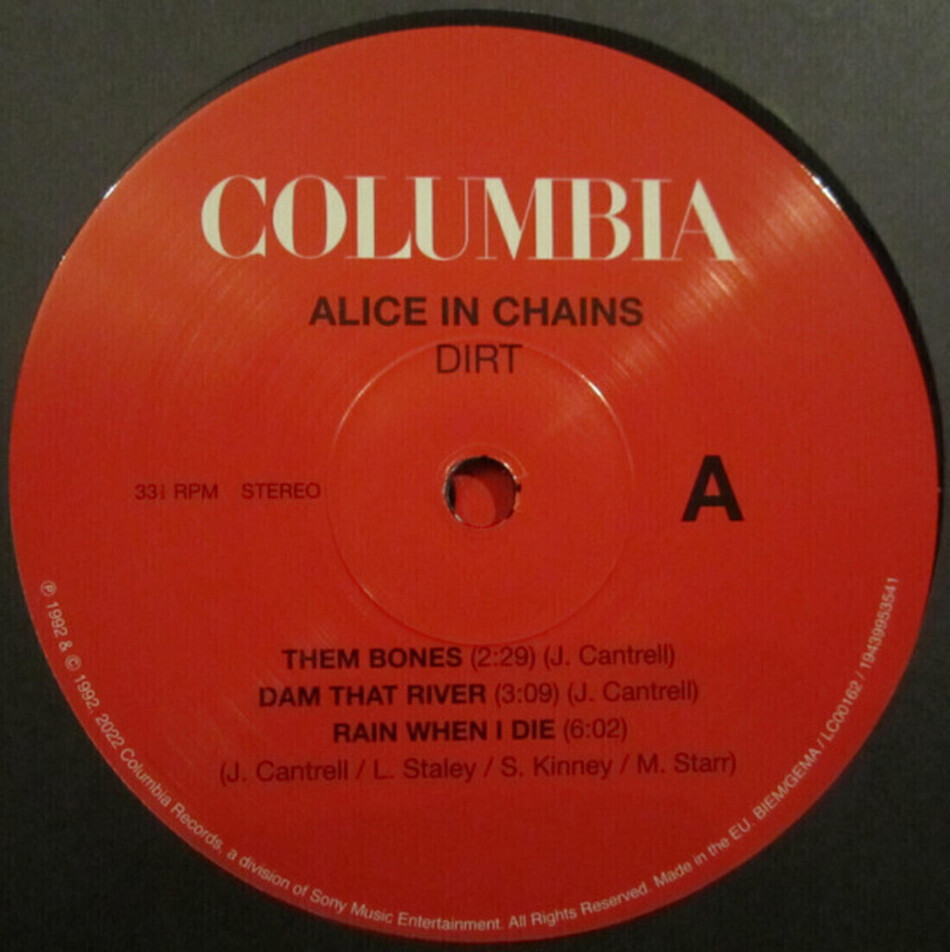 COLUMBIA
ALICE IN CHAINS
DIRT
33⅓ RPM STEREO
A
THEM BONES (2:29) (J. Cantrell)
DAM THAT RIVER (3:09) (J. Cantrell)
RAIN WHEN I DIE (6:02)
(J. Cantrell / L. Staley / S. Kinney / M. Starr)
℗ 1992 & © 1992, 2022 Columbia Records, a division of Sony Music Entertainment. All Rights Reserved. Made in the EU. BIEM/GEMA / LC00162 / 19439953541